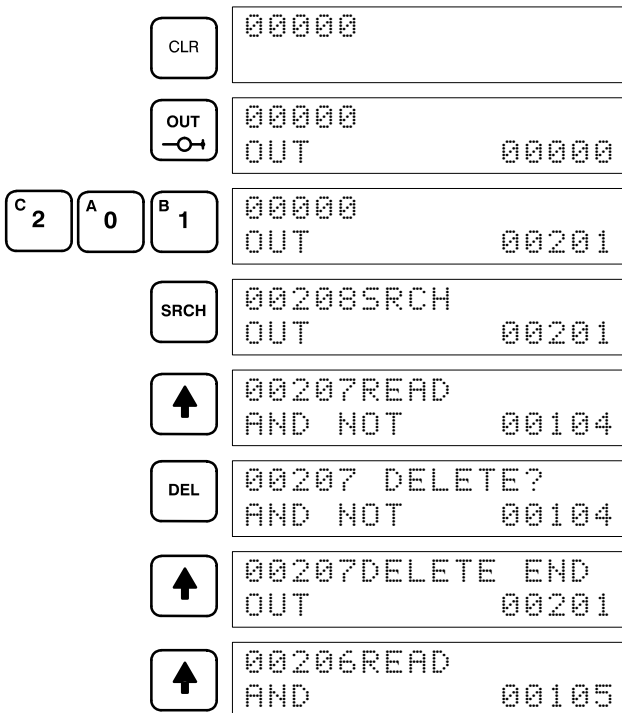 CLR
00000
OUT
00000
OUT 00000
C 2 A 0 B 1
00000
OUT 00201
SRCH
00208SRCH
OUT 00201
00207READ
AND NOT 00104
DEL
00207 DELETE?
AND NOT 00104
00207DELETE END
OUT 00201
00206READ
AND 00105